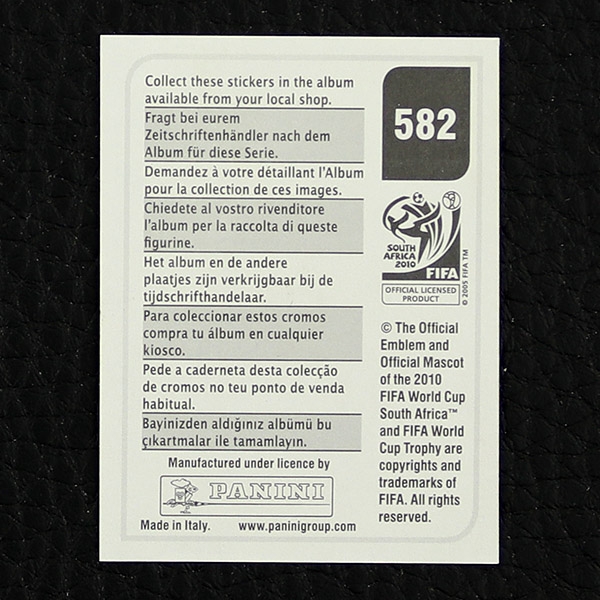 Collect these stickers in the album
available from your local shop.
Fragt bei eurem
Zeitschriftenhändler nach dem
Album für diese Serie.
Demandez à votre détaillant l'Album
pour la collection de ces images.
Chiedete al vostro rivenditore
l'album per la raccolta di queste
figurine.
Het album en de andere
plaatjes zijn verkrijgbaar bij de
tijdschrifthandelaar.
Para coleccionar estos cromos
compra tu álbum en cualquier
kiosco.
Pede a caderneta desta colecção
de cromos no teu ponto de venda
habitual.
Bayinizden aldığınız albümü bu
çıkartmalar ile tamamlayın.
Manufactured under licence by
PANINI
Made in Italy. www.paninigroup.com
582
SOUTH
AFRICA
2010
FIFA
OFFICIAL LICENSED
PRODUCT
© 2005 FIFA TM
© The Official
Emblem and
Official Mascot
of the 2010
FIFA World Cup
South Africa™
and FIFA World
Cup Trophy are
copyrights and
trademarks of
FIFA. All rights
reserved.